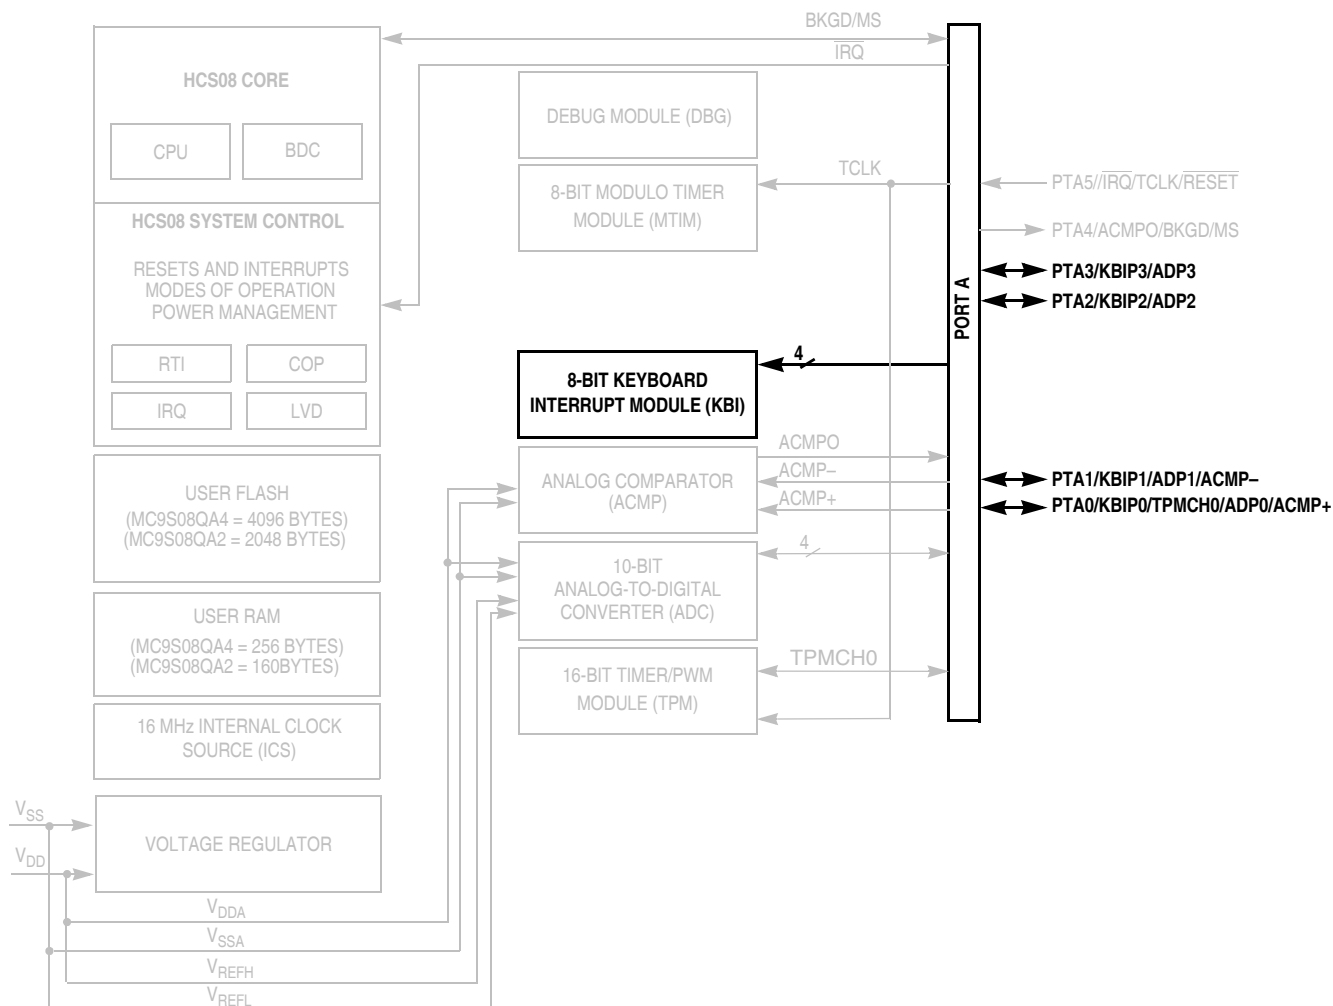 BKGD/MS
IRQ
HCS08 CORE
CPU
BDC
HCS08 SYSTEM CONTROL
RESETS AND INTERRUPTS
MODES OF OPERATION
POWER MANAGEMENT
RTI
COP
IRQ
LVD
USER FLASH
(MC9S08QA4 = 4096 BYTES)
(MC9S08QA2 = 2048 BYTES)
USER RAM
(MC9S08QA4 = 256 BYTES)
(MC9S08QA2 = 160BYTES)
16 MHz INTERNAL CLOCK
SOURCE (ICS)
VOLTAGE REGULATOR
VSS
VDD
VDDA
VSSA
VREFH
VREFL
DEBUG MODULE (DBG)
8-BIT MODULO TIMER
MODULE (MTIM)
TCLK
8-BIT KEYBOARD
INTERRUPT MODULE (KBI)
4
ANALOG COMPARATOR
(ACMP)
ACMPO
ACMP–
ACMP+
10-BIT
ANALOG-TO-DIGITAL
CONVERTER (ADC)
4
16-BIT TIMER/PWM
MODULE (TPM)
TPMCH0
PORT A
PTA5//IRQ/TCLK/RESET
PTA4/ACMPO/BKGD/MS
PTA3/KBIP3/ADP3
PTA2/KBIP2/ADP2
PTA1/KBIP1/ADP1/ACMP–
PTA0/KBIP0/TPMCH0/ADP0/ACMP+